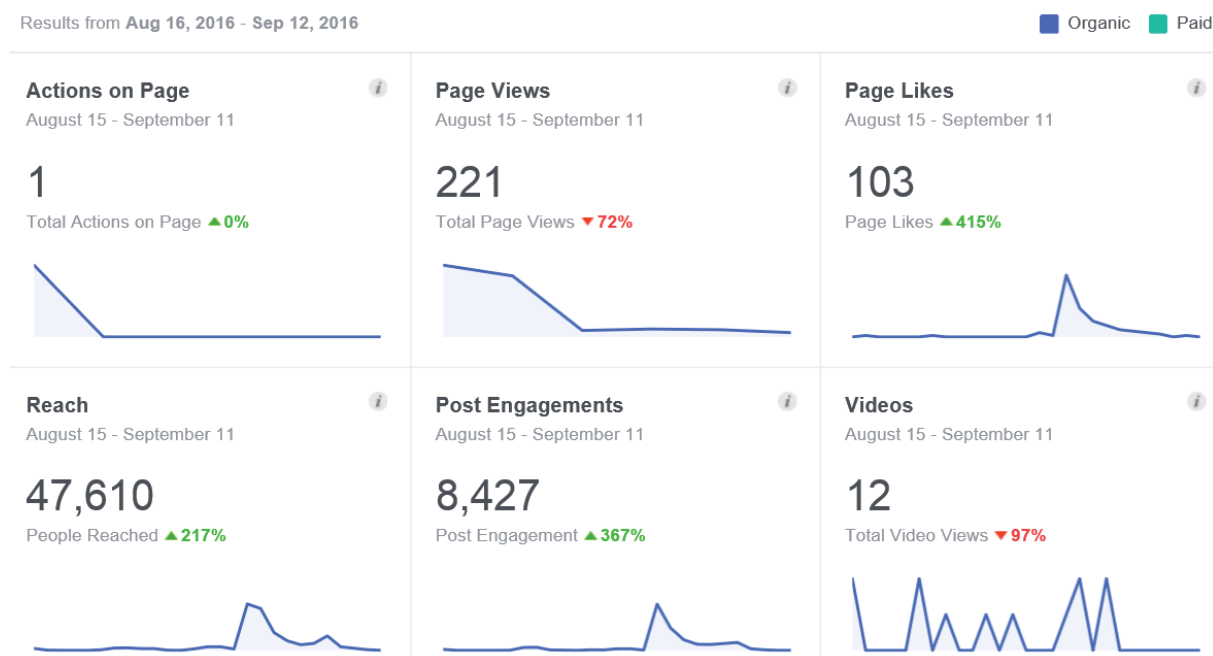 Results from Aug 16, 2016 - Sep 12, 2016
Organic Paid
Actions on Page i
August 15 - September 11
1
Total Actions on Page ▲0%
Page Views i
August 15 - September 11
221
Total Page Views ▼72%
Page Likes i
August 15 - September 11
103
Page Likes ▲415%
Reach i
August 15 - September 11
47,610
People Reached ▲217%
Post Engagements i
August 15 - September 11
8,427
Post Engagement ▲367%
Videos i
August 15 - September 11
12
Total Video Views ▼97%